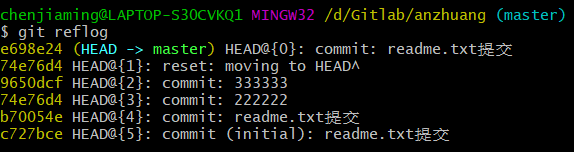 chenjiaming@LAPTOP-S30CVKQ1 MINGW32 /d/Gitlab/anzhuang (master)
$ git reflog
e698e24 (HEAD -> master) HEAD@{0}: commit: readme.txt提交
74e76d4 HEAD@{1}: reset: moving to HEAD^
9650dcf HEAD@{2}: commit: 333333
74e76d4 HEAD@{3}: commit: 222222
b70054e HEAD@{4}: commit: readme.txt提交
c727bce HEAD@{5}: commit (initial): readme.txt提交